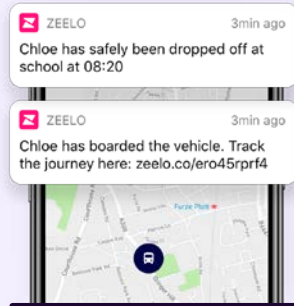 ZEELO 3min ago
Chloe has safely been dropped off at
school at 08:20
ZEELO 3min ago
Chloe has boarded the vehicle. Track
the journey here: zeelo.co/ero45rprf4
Furze Platt